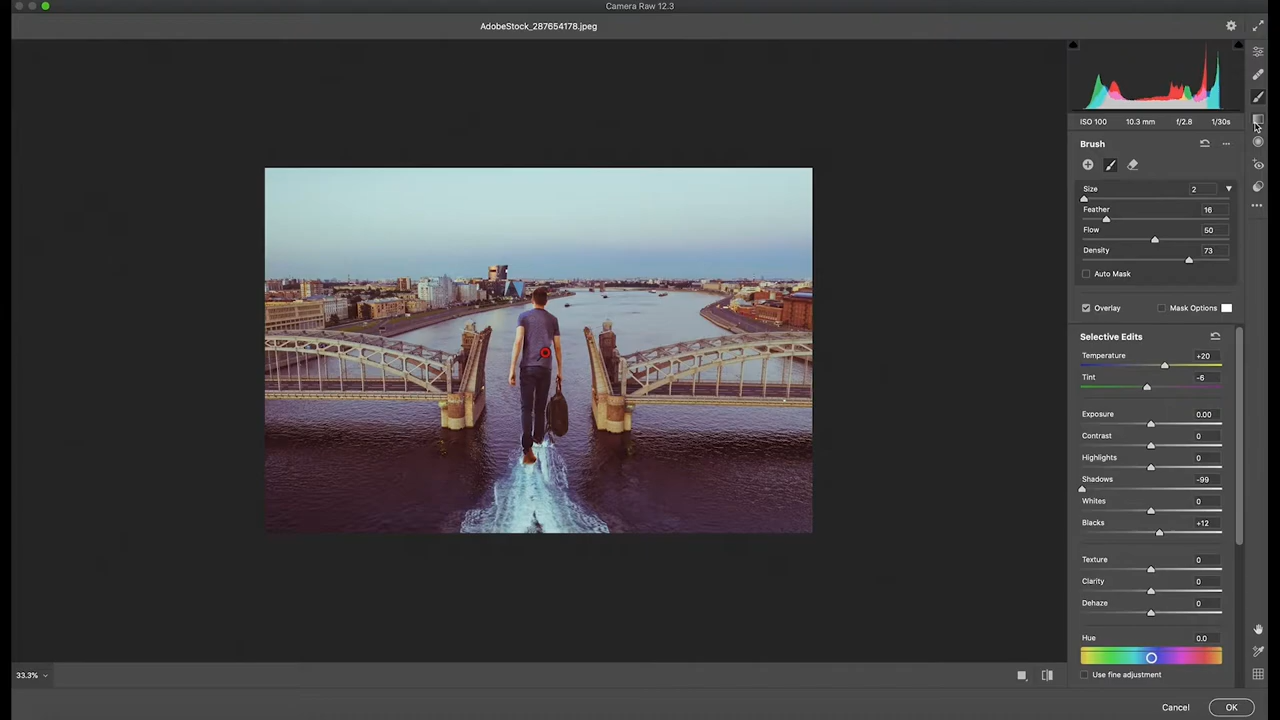 Camera Raw 12.3
AdobeStock_287654178.jpeg
ISO 100 10.3 mm f/2.8 1/30s
Brush
Size 2
Feather 16
Flow 50
Density 73
Auto Mask
Overlay Mask Options
Selective Edits
Temperature +20
Tint -6
Exposure 0.00
Contrast 0
Highlights 0
Shadows -99
Whites 0
Blacks +12
Texture 0
Clarity 0
Dehaze 0
Hue 0.0
Use fine adjustment
33.3%
Cancel OK